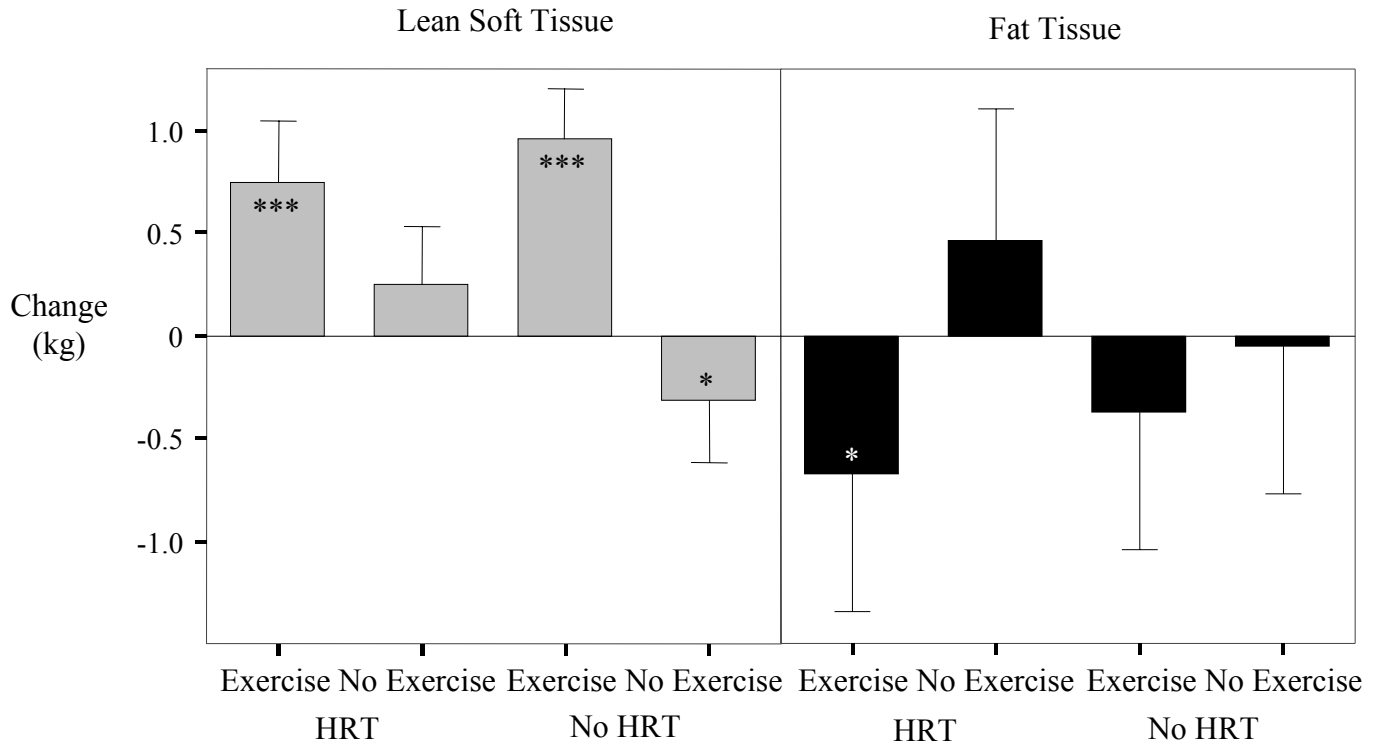 Lean Soft Tissue
Fat Tissue
Change
(kg)
1.0
0.5
0
-0.5
-1.0
***
***
*
*
Exercise No Exercise Exercise No Exercise Exercise No Exercise Exercise No Exercise
HRT No HRT HRT No HRT